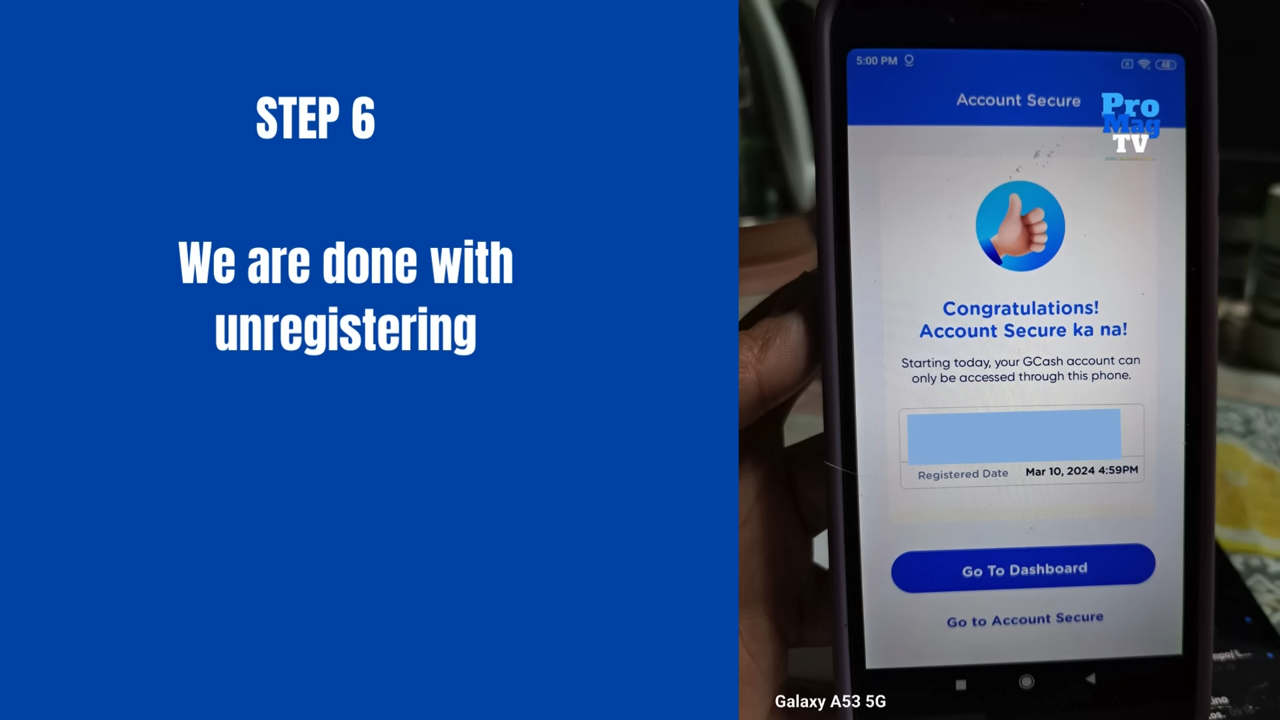 STEP 6
We are done with
unregistering
5:00 PM
48
Account Secure
Pro
Mag
TV
Congratulations!
Account Secure ka na!
Starting today, your GCash account can
only be accessed through this phone.
Registered Date Mar 10, 2024 4:59PM
Go To Dashboard
Go to Account Secure
Galaxy A53 5G